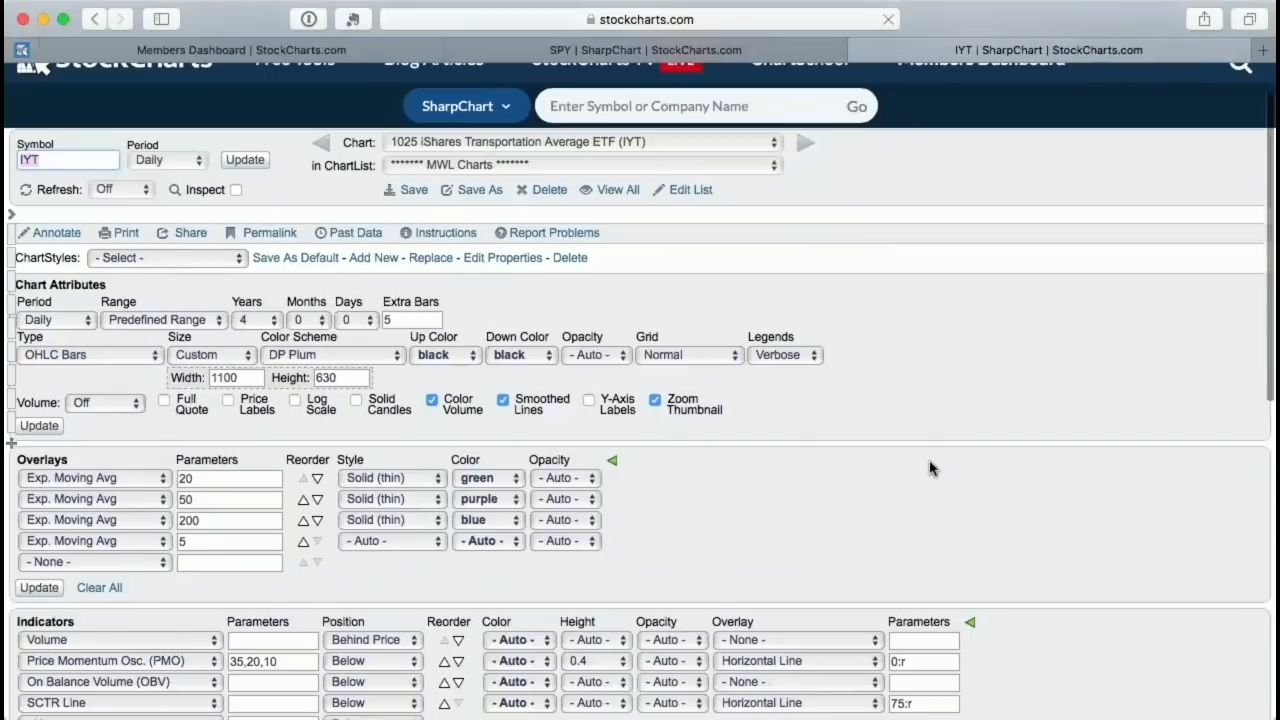 stockcharts.com
Members Dashboard | StockCharts.com
SPY | SharpChart | StockCharts.com
IYT | SharpChart | StockCharts.com
StockCharts Free Tools Blog Articles StockCharts TV LIVE ChartSchool Members Dashboard
SharpChart Enter Symbol or Company Name Go
Symbol Period Chart: 1025 iShares Transportation Average ETF (IYT)
IYT Daily Update in ChartList: ******* MWL Charts *******
Refresh: Off Inspect Save Save As Delete View All Edit List
Annotate Print Share Permalink Past Data Instructions Report Problems
ChartStyles: - Select - Save As Default - Add New - Replace - Edit Properties - Delete
Chart Attributes
Period Range Years Months Days Extra Bars
Daily Predefined Range 4 0 0 5
Type Size Color Scheme Up Color Down Color Opacity Grid Legends
OHLC Bars Custom DP Plum black black - Auto - Normal Verbose
Width: 1100 Height: 630
Volume: Off Full Quote Price Labels Log Scale Solid Candles Color Volume Smoothed Lines Y-Axis Labels Zoom Thumbnail
Update
Overlays Parameters Reorder Style Color Opacity
Exp. Moving Avg 20 Solid (thin) green - Auto -
Exp. Moving Avg 50 Solid (thin) purple - Auto -
Exp. Moving Avg 200 Solid (thin) blue - Auto -
Exp. Moving Avg 5 - Auto - - Auto - - Auto -
- None -
Update Clear All
Indicators Parameters Position Reorder Color Height Opacity Overlay Parameters
Volume Behind Price - Auto - - Auto - - Auto - - None -
Price Momentum Osc. (PMO) 35,20,10 Below - Auto - 0.4 - Auto - Horizontal Line 0:r
On Balance Volume (OBV) Below - Auto - - Auto - - Auto - - None -
SCTR Line Below - Auto - - Auto - - Auto - Horizontal Line 75:r